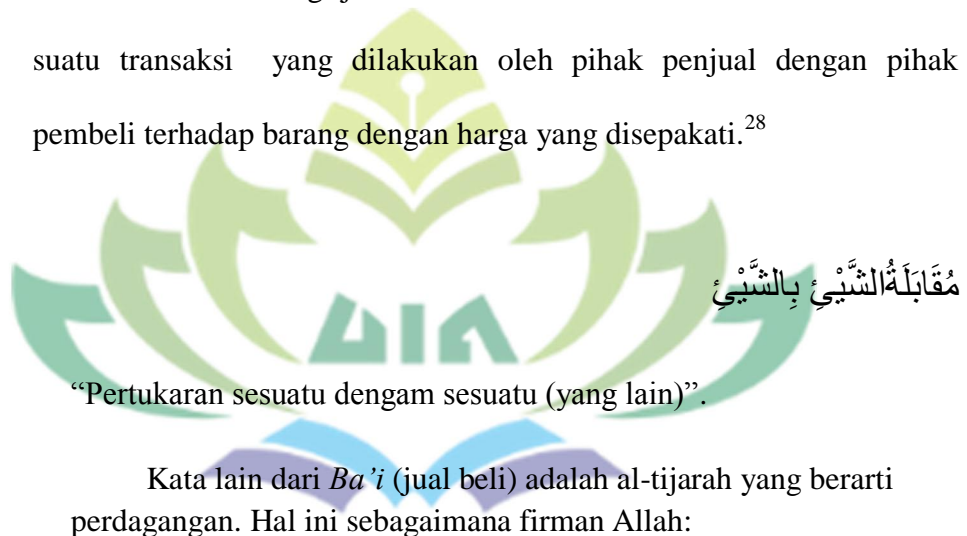 suatu transaksi yang dilakukan oleh pihak penjual dengan pihak
pembeli terhadap barang dengan harga yang disepakati.28
مُقَابَلَةُالشَّيْئِ بِالشَّيْئِ
UIN
“Pertukaran sesuatu dengam sesuatu (yang lain)”.
Kata lain dari Ba’i (jual beli) adalah al-tijarah yang berarti
perdagangan. Hal ini sebagaimana firman Allah: